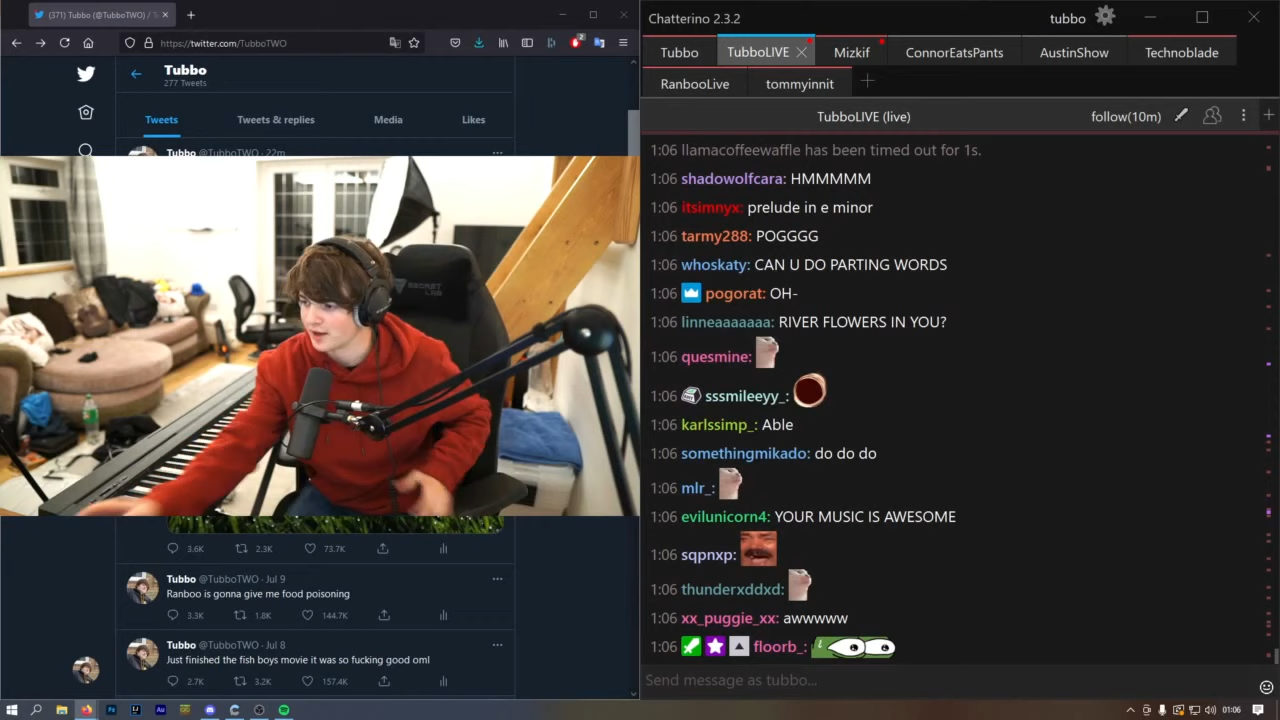 (371) Tubbo (@TubboTWO) / T
https://twitter.com/TubboTWO
Tubbo
277 Tweets
Tweets
Tweets & replies
Media
Likes
Tubbo @TubboTWO · 22m
SECRET LAB
3.6K
2.3K
73.7K
Tubbo @TubboTWO · Jul 9
Ranboo is gonna give me food poisoning
3.3K
1.8K
144.7K
Tubbo @TubboTWO · Jul 8
Just finished the fish boys movie it was so fucking good oml
2.7K
3.2K
157.4K
Chatterino 2.3.2
tubbo
Tubbo
TubboLIVE
Mizkif
ConnorEatsPants
AustinShow
Technoblade
RanbooLive
tommyinnit
TubboLIVE (live)
follow(10m)
1:06 llamacoffeewaffle has been timed out for 1s.
1:06 shadowolfcara: HMMMMM
1:06 itsimnyx: prelude in e minor
1:06 tarmy288: POGGGG
1:06 whoskaty: CAN U DO PARTING WORDS
1:06 pogorat: OH-
1:06 linneaaaaaaa: RIVER FLOWERS IN YOU?
1:06 quesmine:
1:06 sssmileeyy_:
1:06 karlssimp_: Able
1:06 somethingmikado: do do do
1:06 mlr_:
1:06 evilunicorn4: YOUR MUSIC IS AWESOME
1:06 sqpnxp:
1:06 thunderxddxd:
1:06 xx_puggie_xx: awwwww
1:06 floorb_:
Send message as tubbo...
Ps
Au
01:06